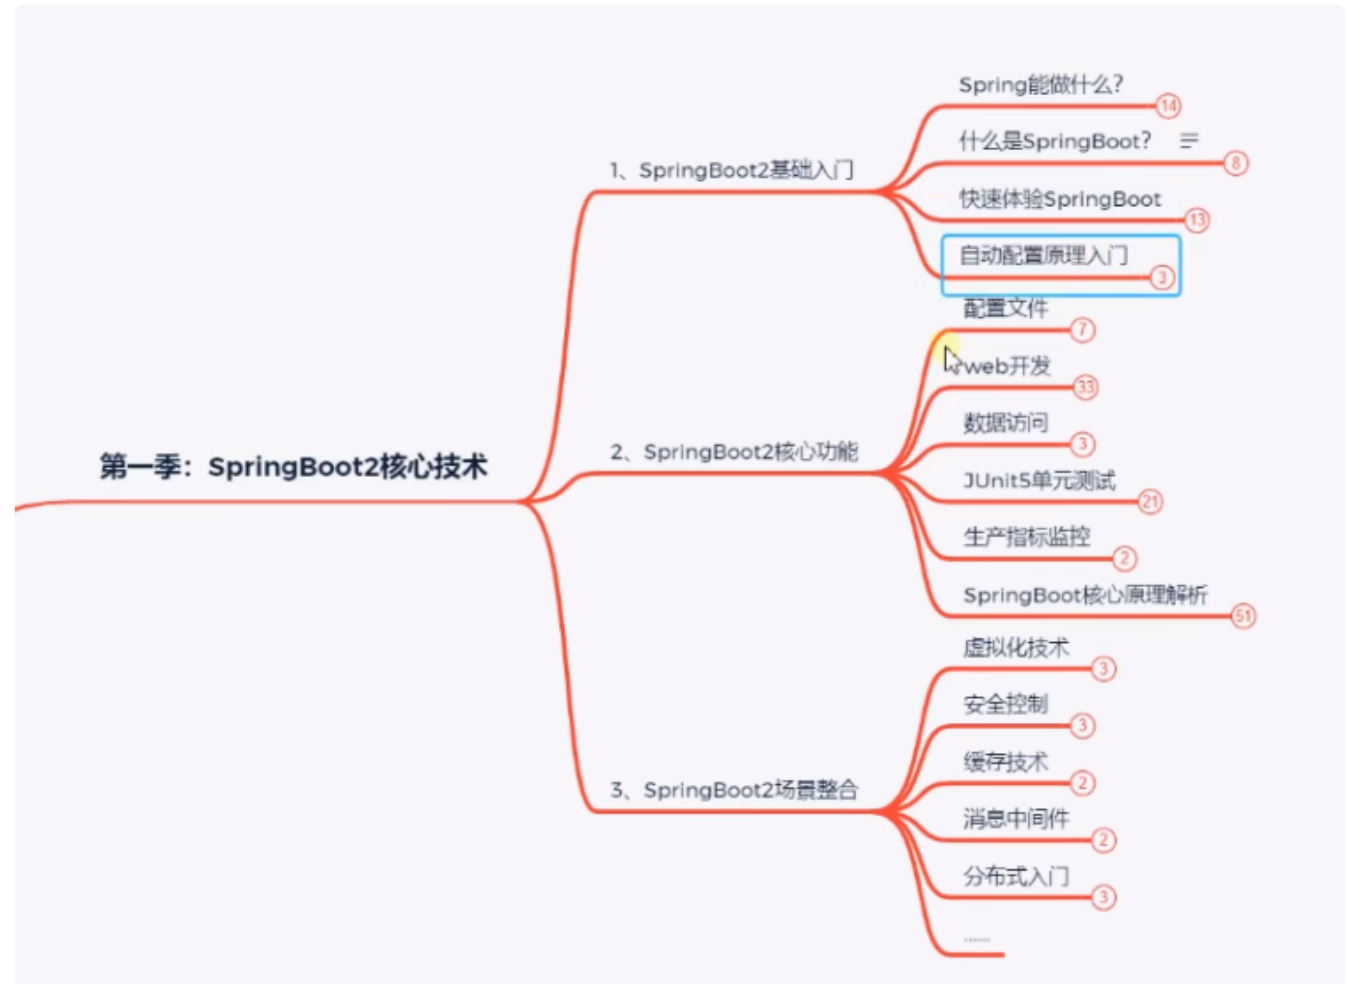 第一季：SpringBoot2核心技术
1、SpringBoot2基础入门
Spring能做什么？
14
什么是SpringBoot？
8
快速体验SpringBoot
13
自动配置原理入门
3
2、SpringBoot2核心功能
配置文件
7
web开发
33
数据访问
3
JUnit5单元测试
21
生产指标监控
2
SpringBoot核心原理解析
51
3、SpringBoot2场景整合
虚拟化技术
3
安全控制
3
缓存技术
2
消息中间件
2
分布式入门
3
......